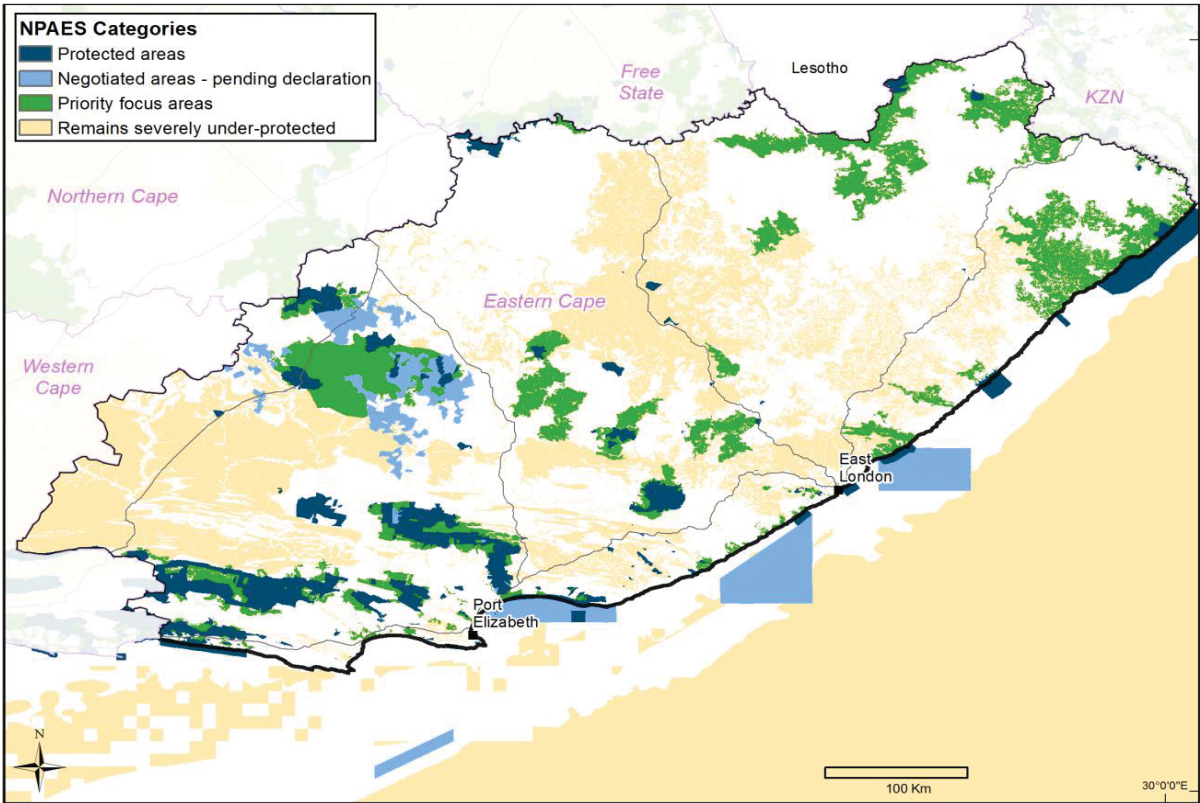 NPAES Categories
Protected areas
Negotiated areas - pending declaration
Priority focus areas
Remains severely under-protected
Lesotho
Free
State
KZN
Northern Cape
Eastern Cape
Western
Cape
East
London
Port
Elizabeth
N
100 Km
30°0'0"E